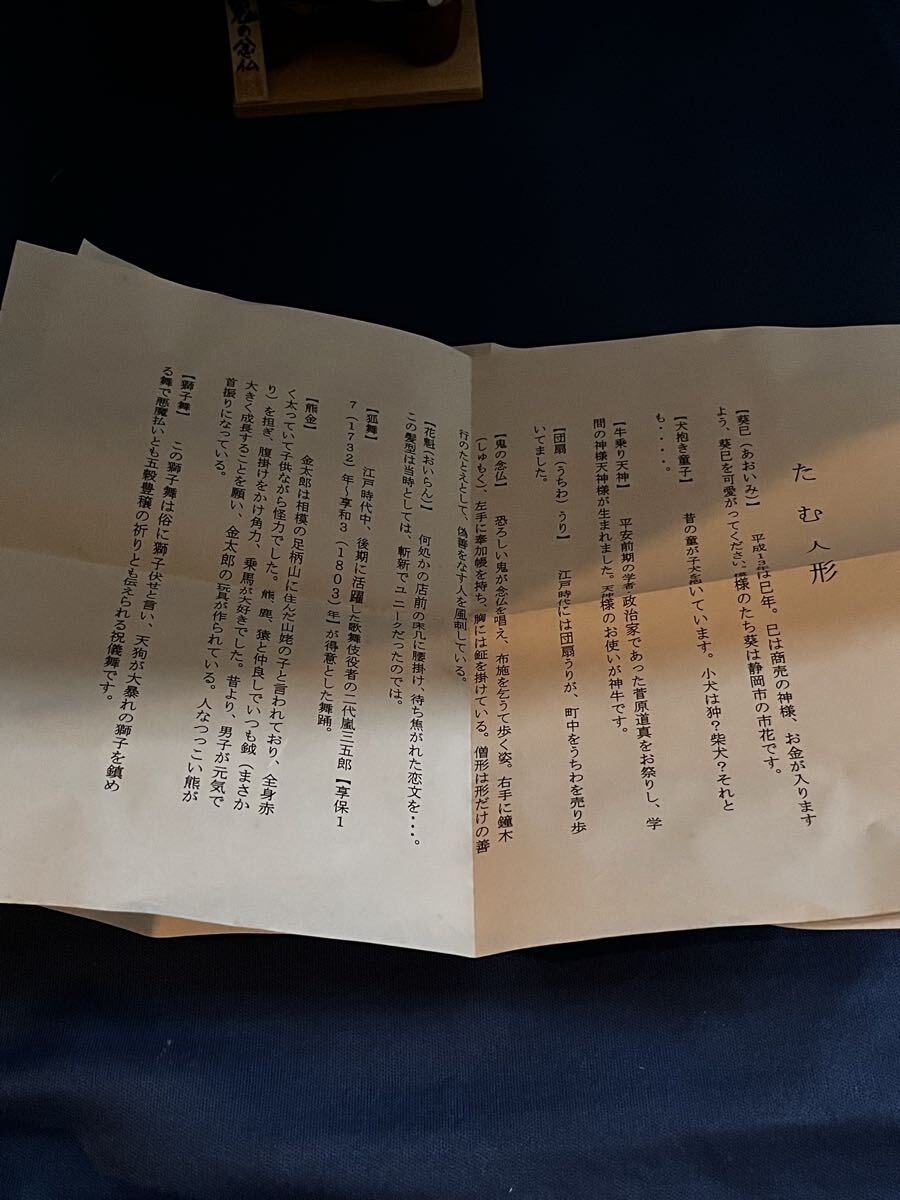 鬼の念仏
たむ人形
【葵巳(あおいみ)】 平成13年は巳年。巳は商売の神様、お金が入ります
よう、葵巳を可愛がってください。 様のたち葵は静岡市の市花です。
【犬抱き童子】 昔の童が子犬を抱いています。小犬は狆?柴犬?それと
も・・・・。
【牛乗り天神】 平安前期の学者・政治家であった菅原道真をお祭りし、学
問の神様天神様が生まれました。天神様のお使いが神牛です。
【団扇(うちわ)うり】 江戸時代には団扇うりが、町中をうちわを売り歩
いてました。
【鬼の念仏】 恐ろしい鬼が念仏を唱え、布施を乞うて歩く姿。右手に鐘木
(しゅもく)、左手に奉加帳を持ち、胸には鉦を掛けている。僧形は形だけの善
行のたとえとして、偽善をなす人を風刺している。
【花魁(おいらん)】 何処かの店前の床几に腰掛け、待ち焦がれた恋文を・・・。
この髪型は当時としては、斬新でユニークだったのでは。
【狐舞】 江戸時代中、後期に活躍した歌舞伎役者の二代嵐三五郎【享保1
7(1732)年~享和3(1803)年】が得意とした舞踊。
【熊金】 金太郎は相模の足柄山に住んだ山姥の子と言われており、全身赤
く太っていて子供ながら怪力でした。熊、鹿、猿と仲良しでいつも鉞(まさか
り)を担ぎ、腹掛けをかけ角力、乗馬が大好きでした。昔より、男子が元気で
大きく成長することを願い、金太郎の玩具が作られている。人なつっこい熊が
首振りになっている。
【獅子舞】 この獅子舞は俗に獅子伏せと言い、天狗が大暴れの獅子を鎮め
る舞で悪魔払いとも五穀豊穣の祈りとも伝えられる祝儀舞です。